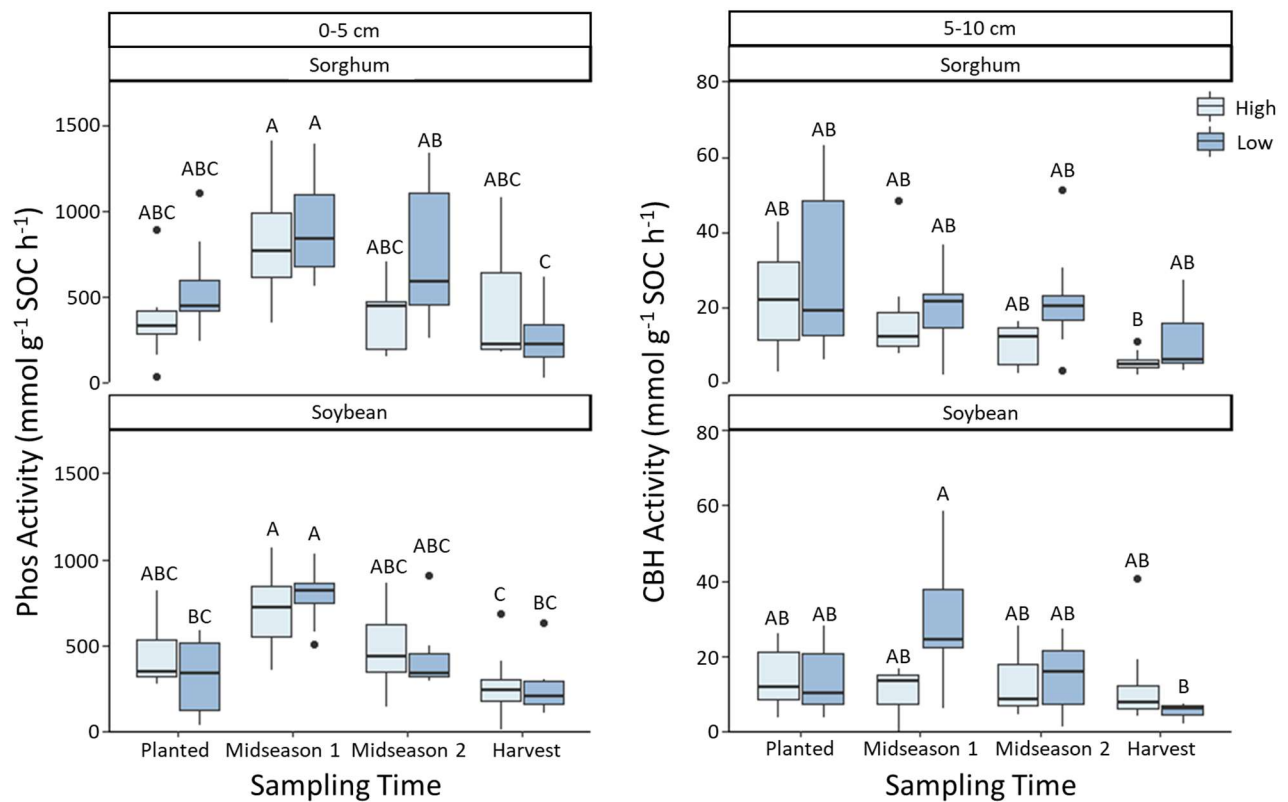 0-5 cm
Sorghum
Phos Activity (mmol g⁻¹ SOC h⁻¹)
1500
1000
500
0
ABC
ABC
A
A
ABC
AB
ABC
C
Soybean
1500
1000
500
0
ABC
BC
A
A
ABC
ABC
C
BC
Planted
Midseason 1
Midseason 2
Harvest
Sampling Time
5-10 cm
Sorghum
CBH Activity (mmol g⁻¹ SOC h⁻¹)
80
60
40
20
0
AB
AB
AB
AB
AB
AB
B
AB
High
Low
Soybean
80
60
40
20
0
AB
AB
AB
A
AB
AB
AB
B
Planted
Midseason 1
Midseason 2
Harvest
Sampling Time